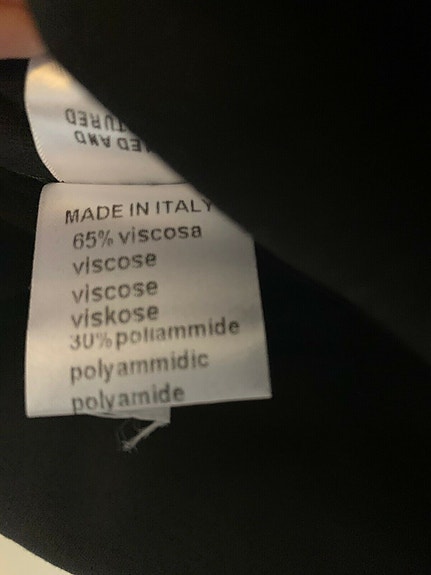 MADE IN ITALY
65% viscosa
viscose
viscose
viskose
30% poliammide
polyammidic
polyamide